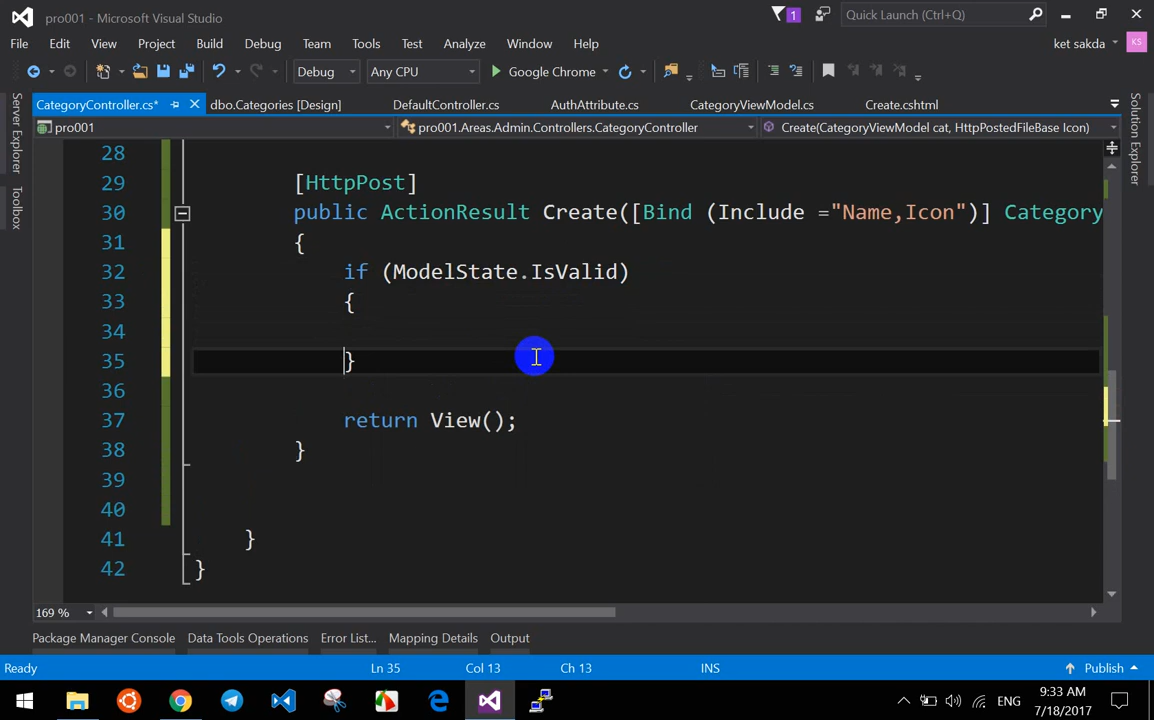 pro001 - Microsoft Visual Studio
1
Quick Launch (Ctrl+Q)
File Edit View Project Build Debug Team Tools Test Analyze Window Help
ket sakda
KS
Debug Any CPU Google Chrome
CategoryController.cs* dbo.Categories [Design] DefaultController.cs AuthAttribute.cs CategoryViewModel.cs Create.cshtml
pro001 pro001.Areas.Admin.Controllers.CategoryController Create(CategoryViewModel cat, HttpPostedFileBase Icon)
Server Explorer
Toolbox
Solution Explorer
28
29 [HttpPost]
30 public ActionResult Create([Bind (Include ="Name,Icon")] Category
31 {
32 if (ModelState.IsValid)
33 {
34
35 }
36
37 return View();
38 }
39
40
41 }
42 }
169 %
Package Manager Console Data Tools Operations Error List... Mapping Details Output
Ready Ln 35 Col 13 Ch 13 INS Publish
ENG
9:33 AM
7/18/2017